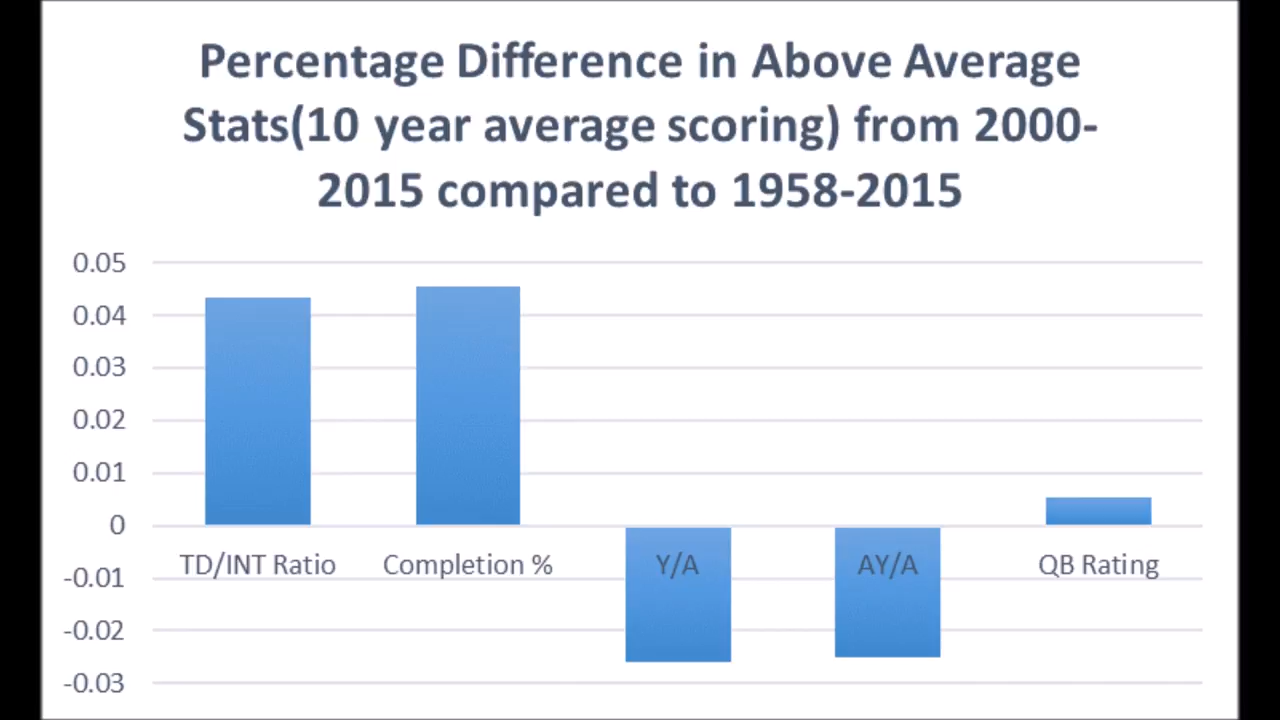 Percentage Difference in Above Average
Stats(10 year average scoring) from 2000-
2015 compared to 1958-2015
0.05
0.04
0.03
0.02
0.01
0
-0.01
-0.02
-0.03
TD/INT Ratio
Completion %
Y/A
AY/A
QB Rating